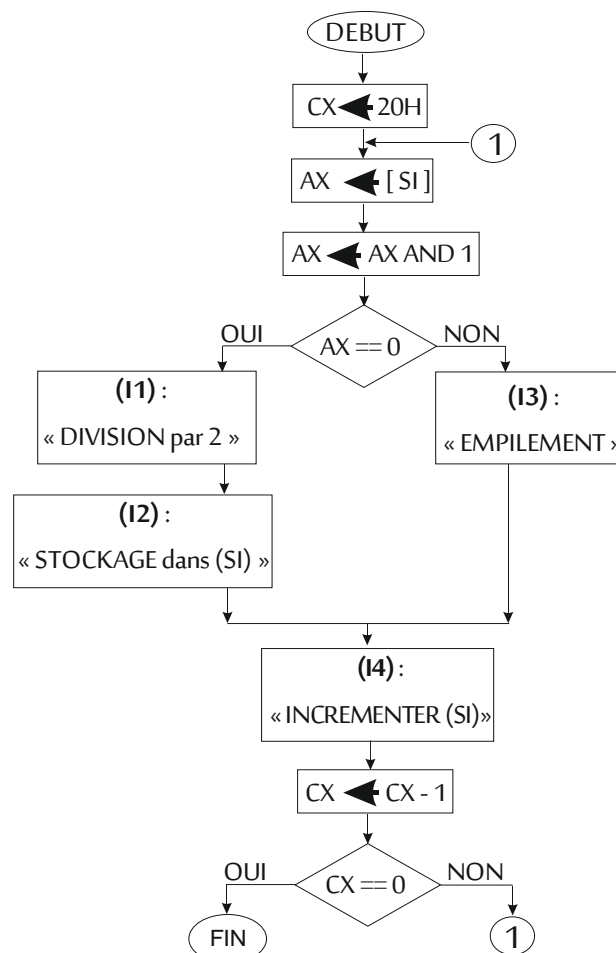 DEBUT
CX 20H
1
AX [ SI ]
AX AX AND 1
OUI
NON
AX == 0
(I1) :
« DIVISION par 2 »
(I3) :
« EMPILEMENT »
(I2) :
« STOCKAGE dans (SI) »
(I4) :
« INCREMENTER (SI)»
CX CX - 1
OUI
NON
CX == 0
FIN
1